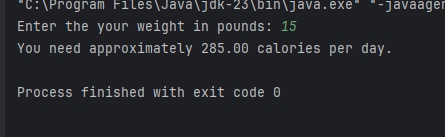 "C:\Program Files\Java\jdk-23\bin\java.exe" "-javaagen
Enter the your weight in pounds: 15
You need approximately 285.00 calories per day.
Process finished with exit code 0